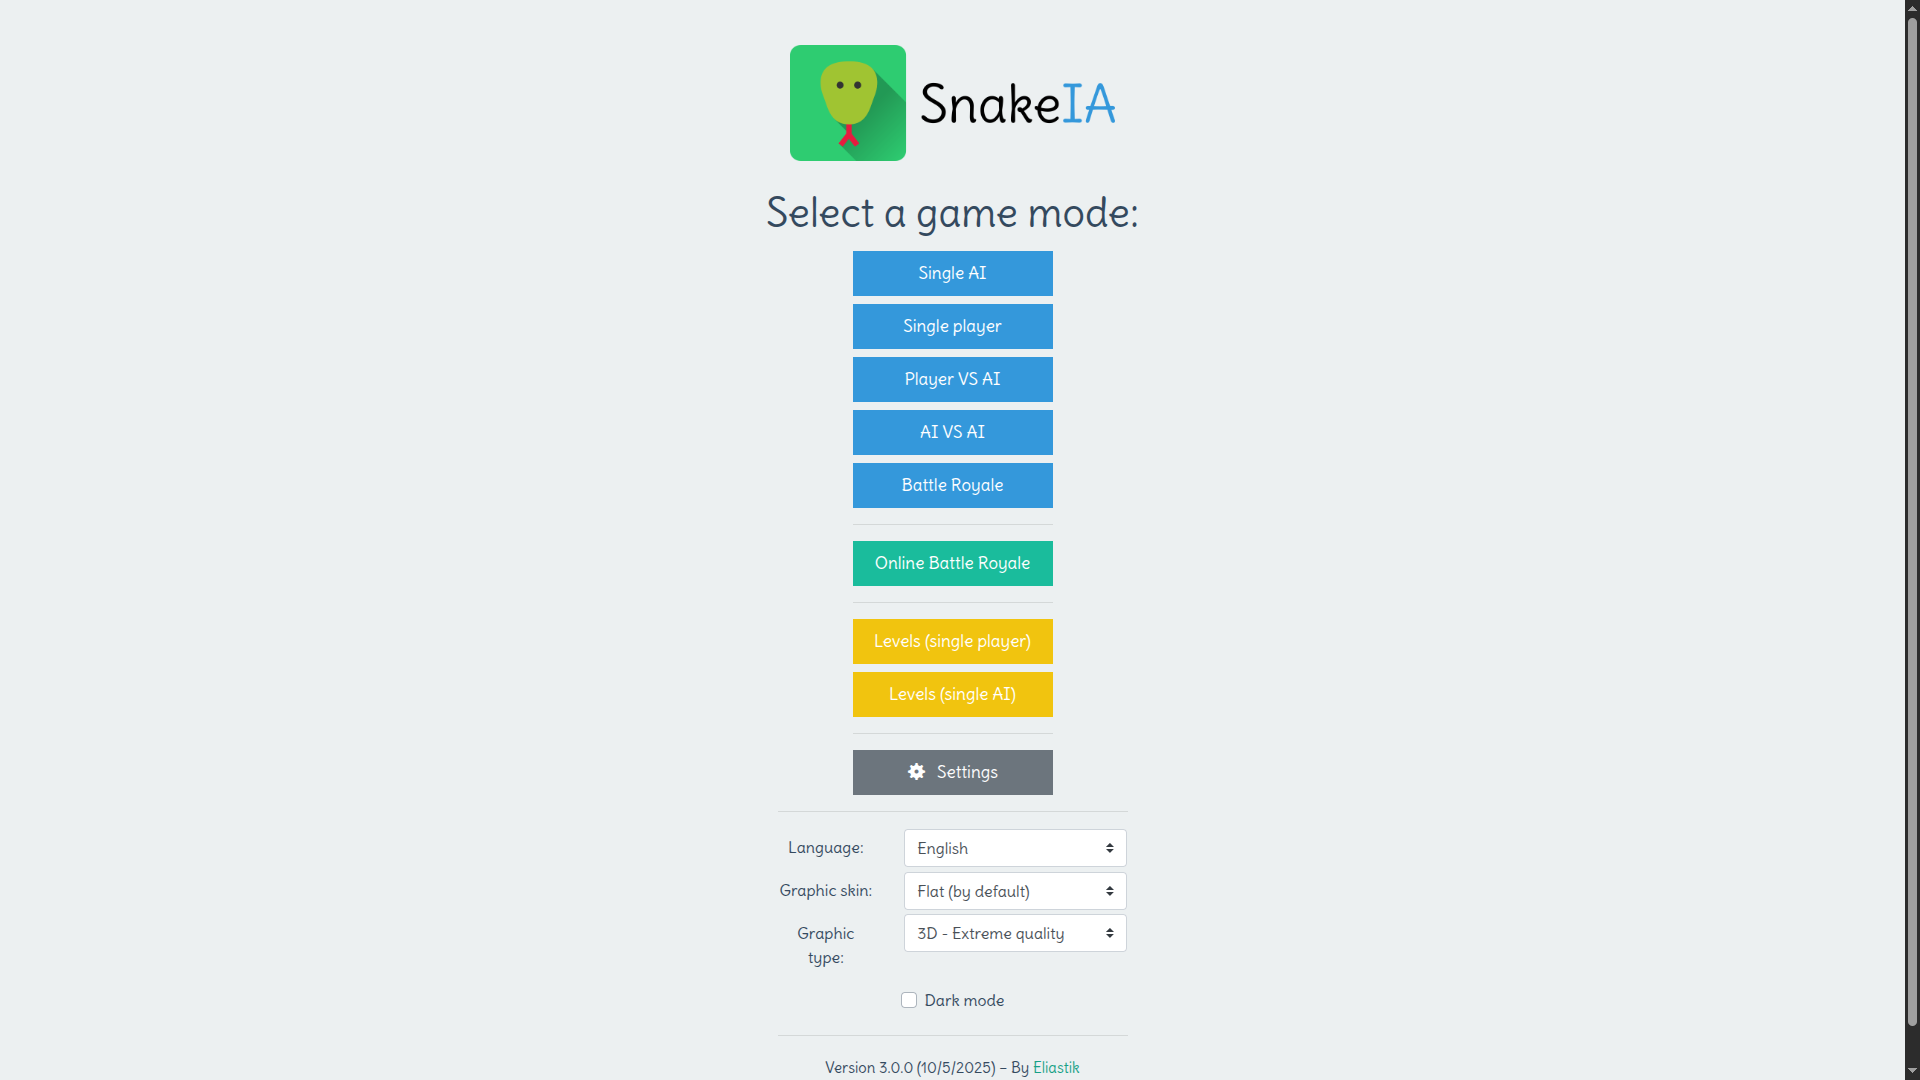 SnakeIA
Select a game mode:
Single AI
Single player
Player VS AI
AI VS AI
Battle Royale
Online Battle Royale
Levels (single player)
Levels (single AI)
Settings
Language: English
Graphic skin: Flat (by default)
Graphic type: 3D - Extreme quality
Dark mode
Version 3.0.0 (10/5/2025) – By Eliastik